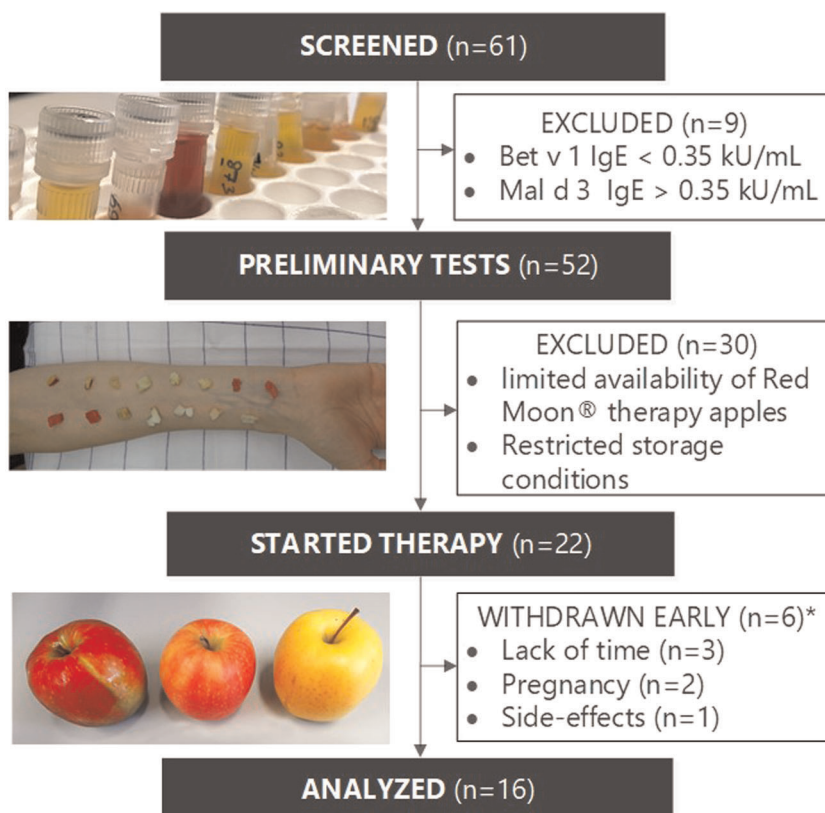 SCREENED (n=61)
EXCLUDED (n=9)
• Bet v 1 IgE < 0.35 kU/mL
• Mal d 3 IgE > 0.35 kU/mL
PRELIMINARY TESTS (n=52)
EXCLUDED (n=30)
• limited availability of Red
Moon® therapy apples
• Restricted storage
conditions
STARTED THERAPY (n=22)
WITHDRAWN EARLY (n=6)*
• Lack of time (n=3)
• Pregnancy (n=2)
• Side-effects (n=1)
ANALYZED (n=16)